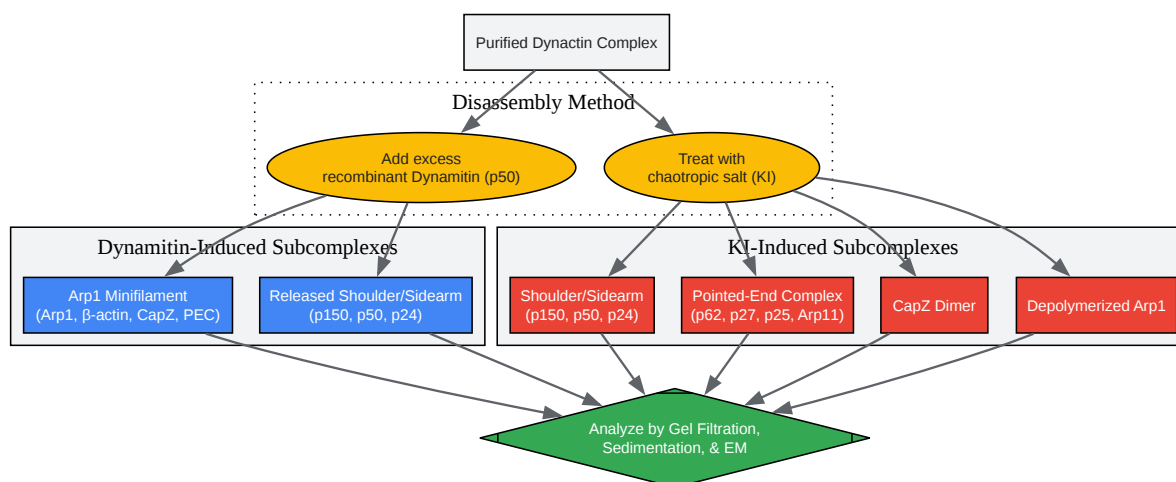 Purified Dynactin Complex
Disassembly Method
Add excess
recombinant Dynamitin (p50)
Treat with
chaotropic salt (KI)
Dynamitin-Induced Subcomplexes
KI-Induced Subcomplexes
Arp1 Minifilament
(Arp1, β-actin, CapZ, PEC)
Released Shoulder/Sidearm
(p150, p50, p24)
Shoulder/Sidearm
(p150, p50, p24)
Pointed-End Complex
(p62, p27, p25, Arp11)
CapZ Dimer
Depolymerized Arp1
Analyze by Gel Filtration,
Sedimentation, & EM